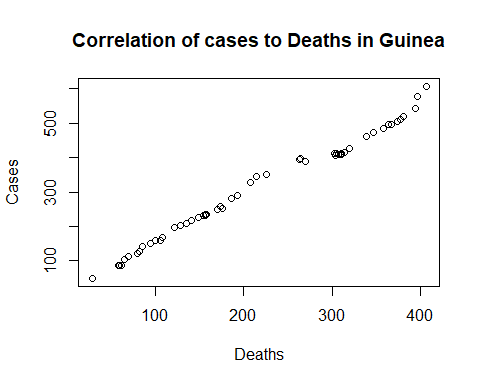 Correlation of cases to Deaths in Guinea
Cases
500
300
100
100 200 300 400
Deaths